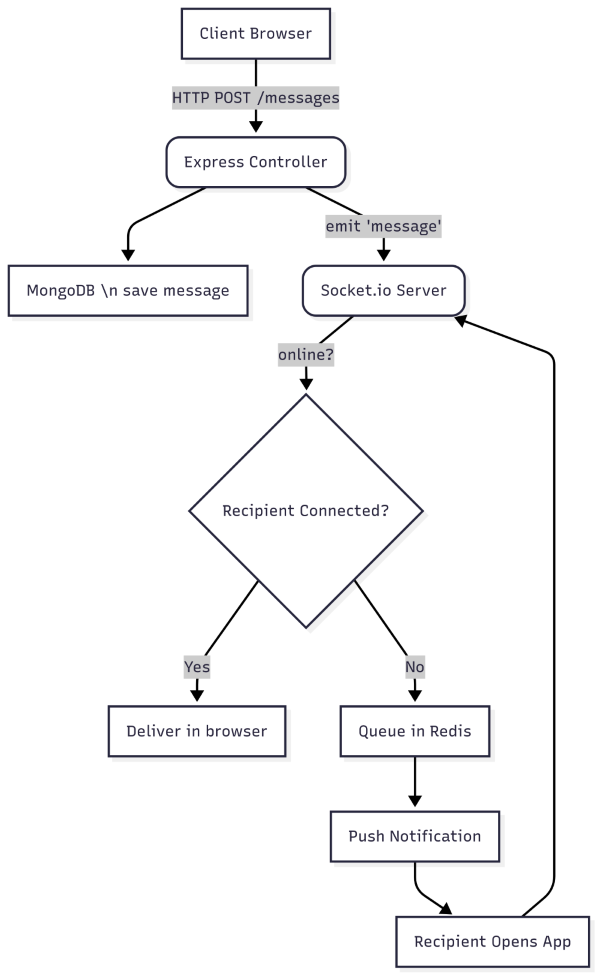 Client Browser
HTTP POST /messages
Express Controller
emit 'message'
MongoDB \n save message
Socket.io Server
online?
Recipient Connected?
Yes
No
Deliver in browser
Queue in Redis
Push Notification
Recipient Opens App